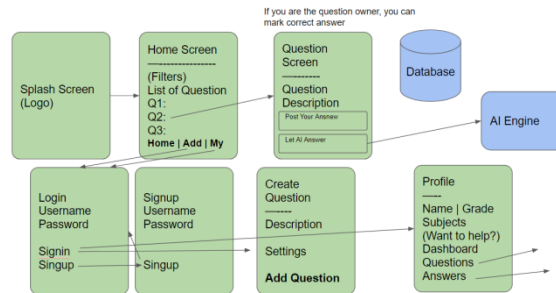 If you are the question owner, you can
mark correct answer
Splash Screen
(Logo)
Home Screen
----------------
(Filters)
List of Question
Q1:
Q2:
Q3:
Home | Add | My
Question
Screen
----------
Question
Description
Post Your Ansnew
Let AI Answer
Database
AI Engine
Login
Username
Password
Signin
Singup
Signup
Username
Password
Singup
Create
Question
-----
Description
Settings
Add Question
Profile
-----
Name | Grade
Subjects
(Want to help?)
Dashboard
Questions
Answers